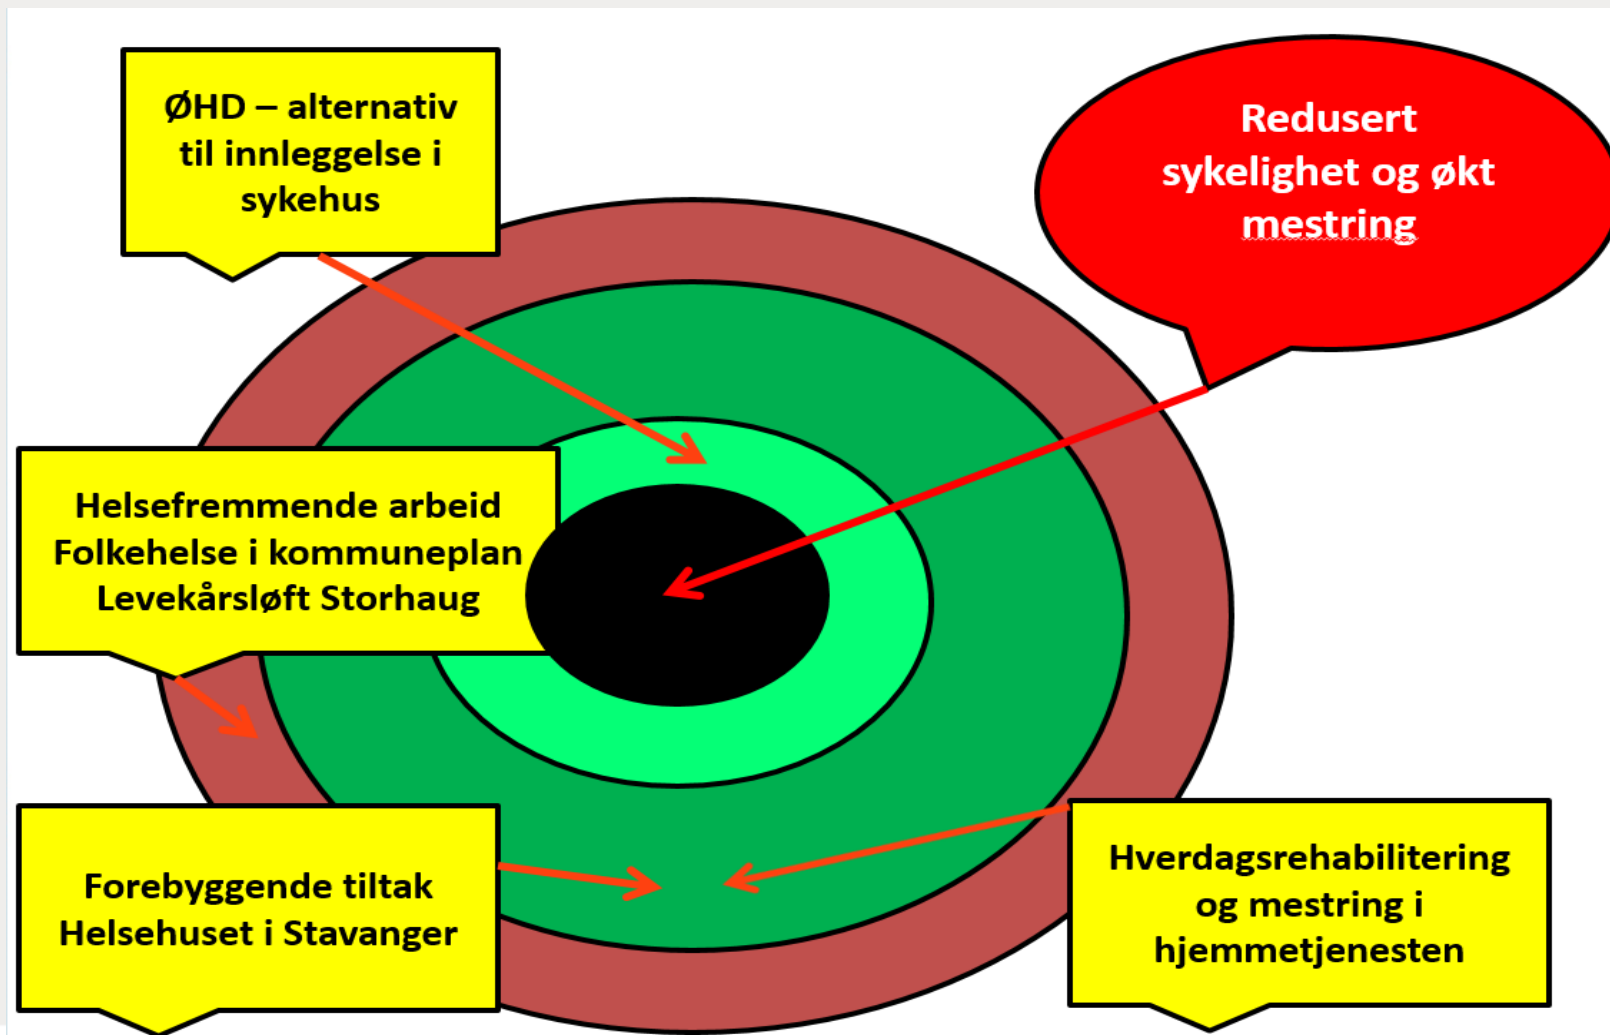 ØHD – alternativ
til innleggelse i
sykehus
Redusert
sykelighet og økt
mestring
Helsefremmende arbeid
Folkehelse i kommuneplan
Levekårsløft Storhaug
Forebyggende tiltak
Helsehuset i Stavanger
Hverdagsrehabilitering
og mestring i
hjemmetjenesten